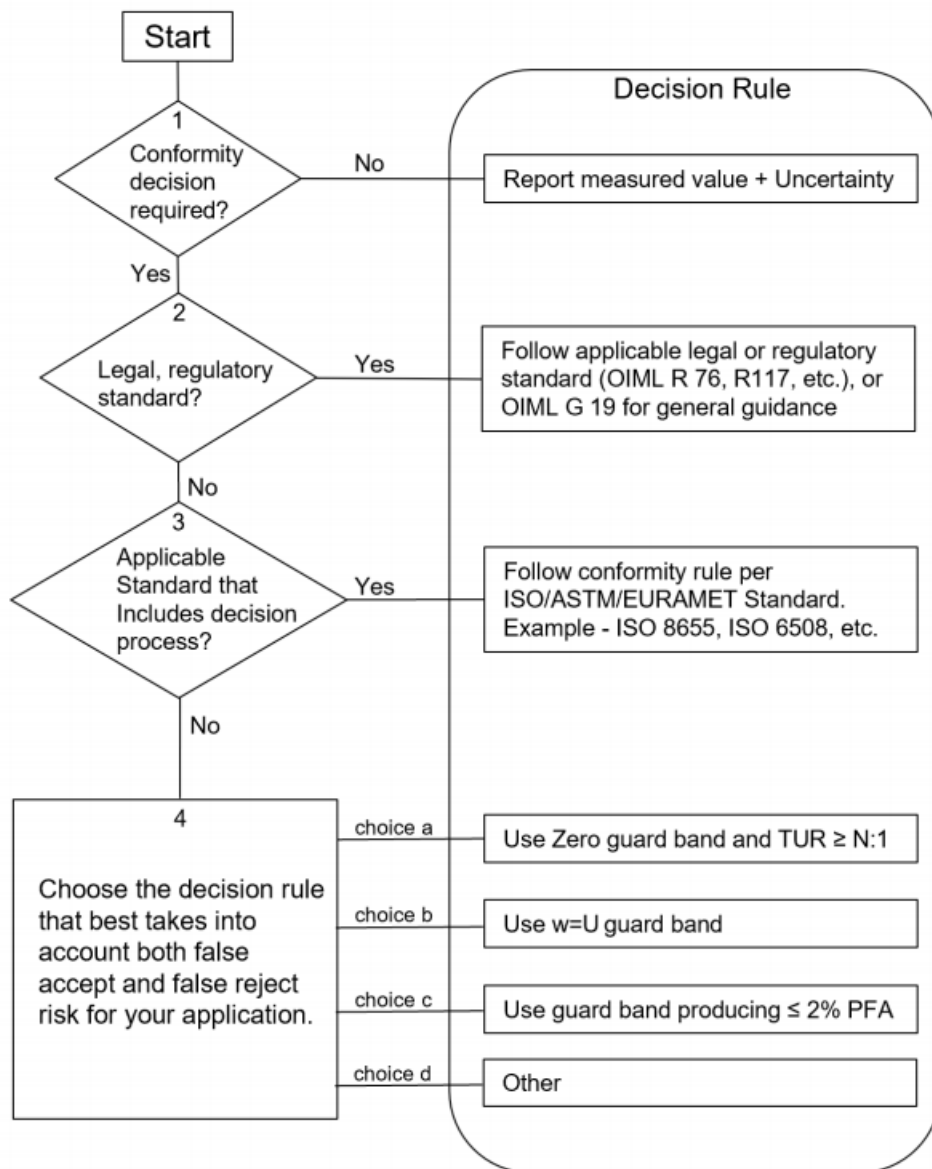 Start
Decision Rule
1
Conformity
decision
required?
No
Report measured value + Uncertainty
Yes
2
Legal, regulatory
standard?
Yes
Follow applicable legal or regulatory
standard (OIML R 76, R117, etc.), or
OIML G 19 for general guidance
No
3
Applicable
Standard that
Includes decision
process?
Yes
Follow conformity rule per
ISO/ASTM/EURAMET Standard.
Example - ISO 8655, ISO 6508, etc.
No
4
Choose the decision rule
that best takes into
account both false
accept and false reject
risk for your application.
choice a
Use Zero guard band and TUR ≥ N:1
choice b
Use w=U guard band
choice c
Use guard band producing ≤ 2% PFA
choice d
Other